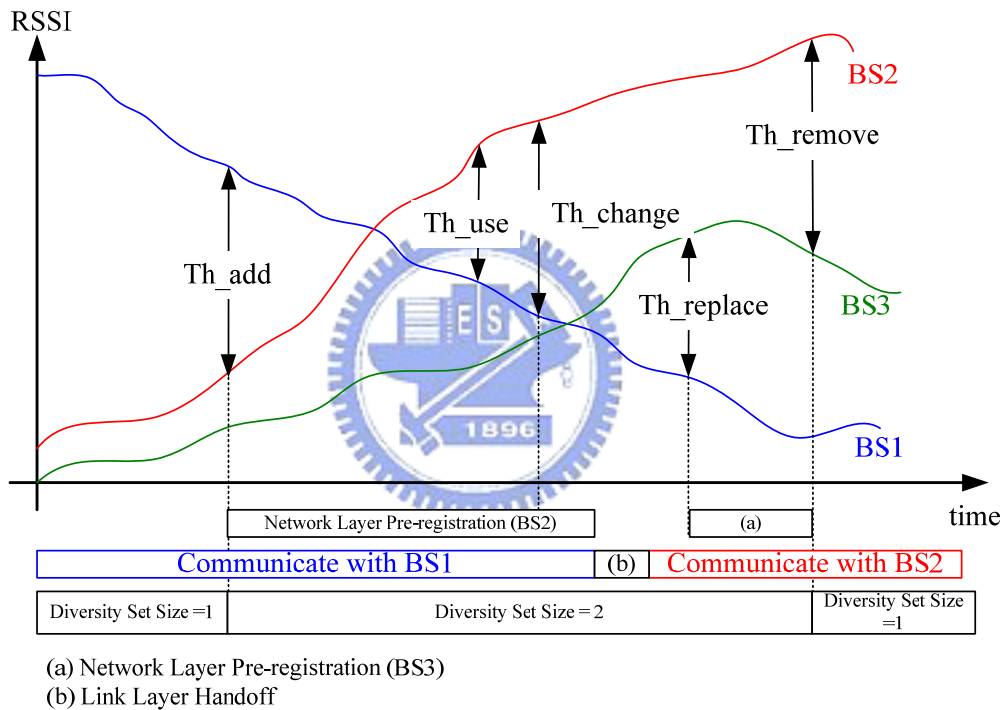 RSSI
BS2
Th_remove
Th_use
Th_change
Th_add
Th_replace
BS3
ES
1896
BS1
time
Network Layer Pre-registration (BS2)
(a)
Communicate with BS1
(b)
Communicate with BS2
Diversity Set Size =1
Diversity Set Size = 2
Diversity Set Size
=1
(a) Network Layer Pre-registration (BS3)
(b) Link Layer Handoff